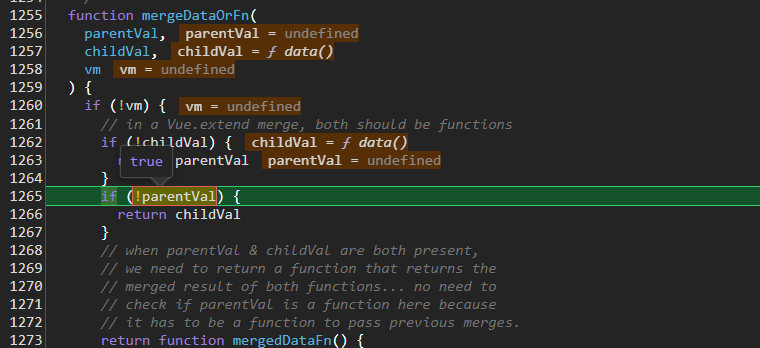 1255 function mergeDataOrFn(
1256 parentVal, parentVal = undefined
1257 childVal, childVal = ƒ data()
1258 vm vm = undefined
1259 ) {
1260 if (!vm) { vm = undefined
1261 // in a Vue.extend merge, both should be functions
1262 if (!childVal) { childVal = ƒ data()
true
1263 parentVal parentVal = undefined
1264 }
1265 if (!parentVal) {
1266 return childVal
1267 }
1268 // when parentVal & childVal are both present,
1269 // we need to return a function that returns the
1270 // merged result of both functions... no need to
1271 // check if parentVal is a function here because
1272 // it has to be a function to pass previous merges.
1273 return function mergedDataFn() {